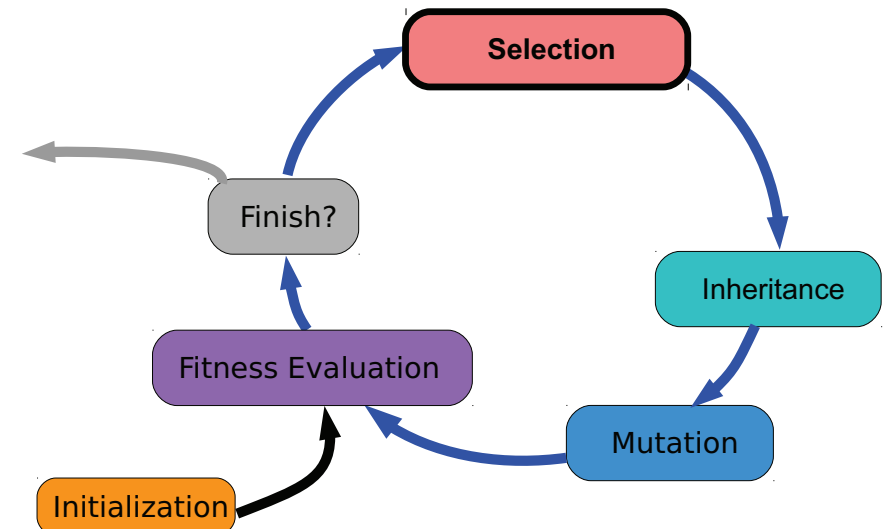 Selection
Finish?
Inheritance
Fitness Evaluation
Mutation
Initialization